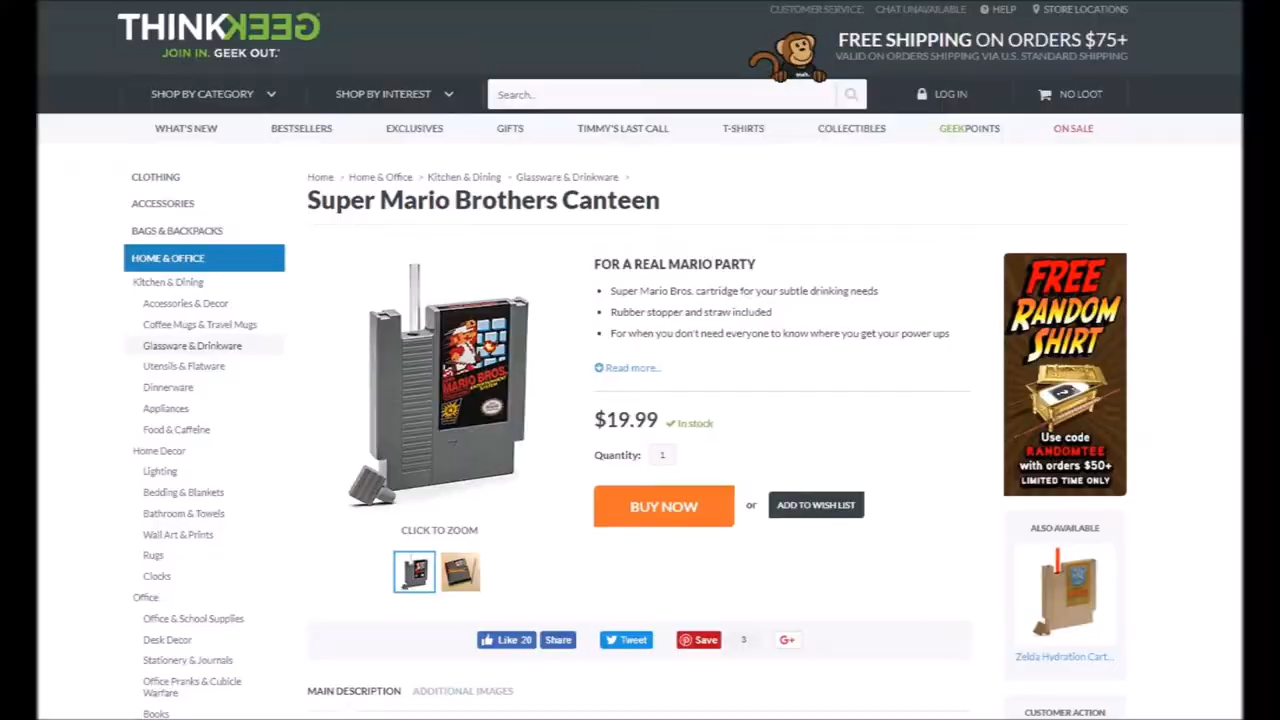 THINKGEEK
JOIN IN. GEEK OUT.
CUSTOMER SERVICE: CHAT UNAVAILABLE HELP STORE LOCATIONS
FREE SHIPPING ON ORDERS $75+
VALID ON ORDERS SHIPPING VIA U.S. STANDARD SHIPPING
SHOP BY CATEGORY SHOP BY INTEREST Search... LOG IN NO LOOT
WHAT'S NEW BESTSELLERS EXCLUSIVES GIFTS TIMMY'S LAST CALL T-SHIRTS COLLECTIBLES GEEKPOINTS ON SALE
CLOTHING
ACCESSORIES
BAGS & BACKPACKS
HOME & OFFICE
Kitchen & Dining
Accessories & Decor
Coffee Mugs & Travel Mugs
Glassware & Drinkware
Utensils & Flatware
Dinnerware
Appliances
Food & Caffeine
Home Decor
Lighting
Bedding & Blankets
Bathroom & Towels
Wall Art & Prints
Rugs
Clocks
Office
Office & School Supplies
Desk Decor
Stationery & Journals
Office Pranks & Cubicle
Warfare
Books
Home > Home & Office > Kitchen & Dining > Glassware & Drinkware >
Super Mario Brothers Canteen
MARIO BROS.
CLICK TO ZOOM
FOR A REAL MARIO PARTY
• Super Mario Bros. cartridge for your subtle drinking needs
• Rubber stopper and straw included
• For when you don't need everyone to know where you get your power ups
Read more...
$19.99 In stock
Quantity: 1
BUY NOW or ADD TO WISH LIST
Like 20 Share Tweet Save 3 G+
MAIN DESCRIPTION ADDITIONAL IMAGES
FREE
RANDOM
SHIRT
Use code
RANDOMTEE
with orders $50+
LIMITED TIME ONLY
ALSO AVAILABLE
Zelda Hydration Cart...
CUSTOMER ACTION